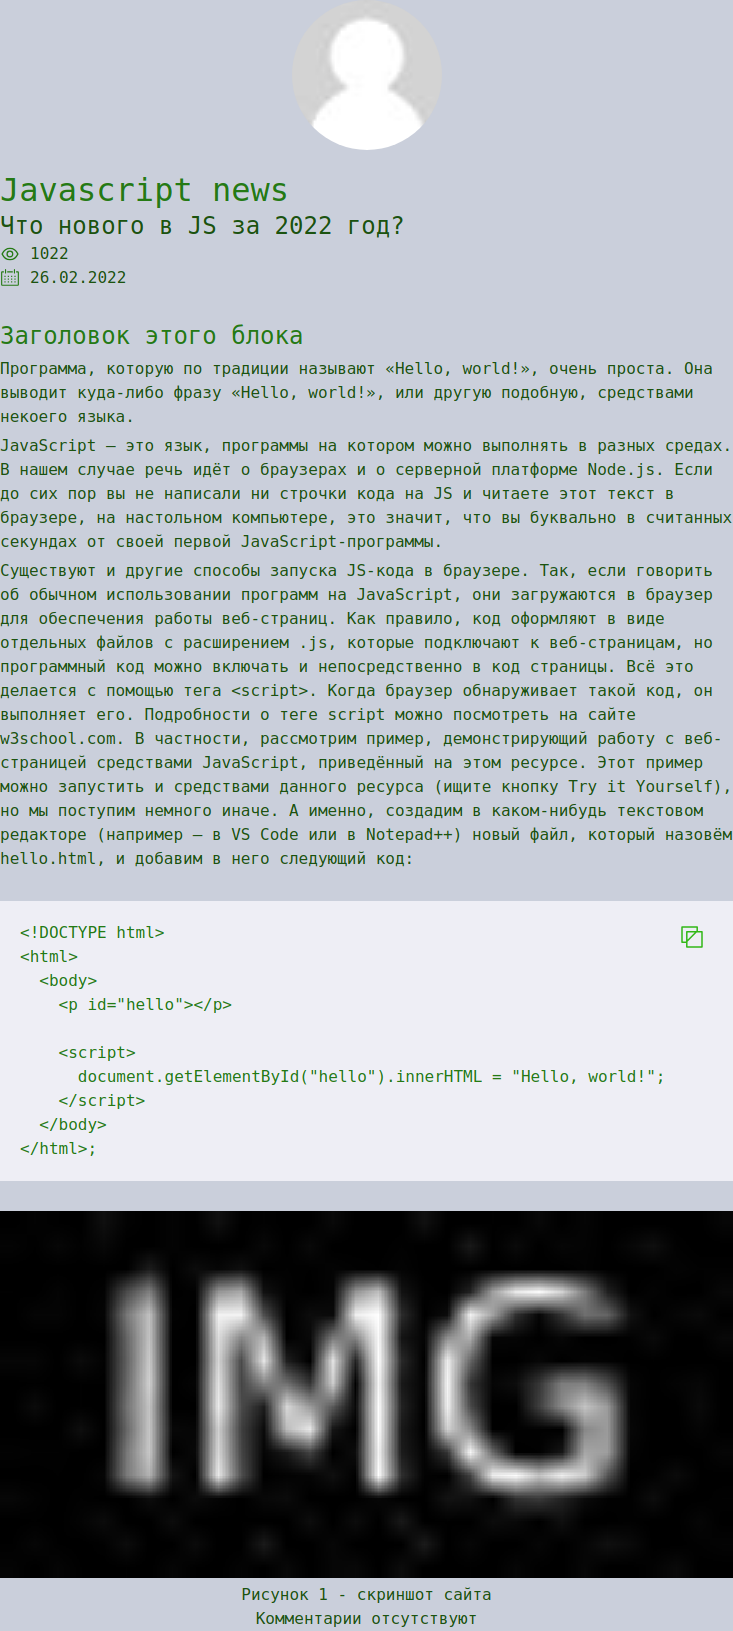 Javascript news
Что нового в JS за 2022 год?
1022
26.02.2022
Заголовок этого блока
Программа, которую по традиции называют «Hello, world!», очень проста. Она
выводит куда-либо фразу «Hello, world!», или другую подобную, средствами
некоего языка.
JavaScript — это язык, программы на котором можно выполнять в разных средах.
В нашем случае речь идёт о браузерах и о серверной платформе Node.js. Если
до сих пор вы не написали ни строчки кода на JS и читаете этот текст в
браузере, на настольном компьютере, это значит, что вы буквально в считанных
секундах от своей первой JavaScript-программы.
Существуют и другие способы запуска JS-кода в браузере. Так, если говорить
об обычном использовании программ на JavaScript, они загружаются в браузер
для обеспечения работы веб-страниц. Как правило, код оформляют в виде
отдельных файлов с расширением .js, которые подключают к веб-страницам, но
программный код можно включать и непосредственно в код страницы. Всё это
делается с помощью тега <script>. Когда браузер обнаруживает такой код, он
выполняет его. Подробности о теге script можно посмотреть на сайте
w3school.com. В частности, рассмотрим пример, демонстрирующий работу с веб-
страницей средствами JavaScript, приведённый на этом ресурсе. Этот пример
можно запустить и средствами данного ресурса (ищите кнопку Try it Yourself),
но мы поступим немного иначе. А именно, создадим в каком-нибудь текстовом
редакторе (например — в VS Code или в Notepad++) новый файл, который назовём
hello.html, и добавим в него следующий код:
<!DOCTYPE html>
<html>
  <body>
    <p id="hello"></p>
    <script>
      document.getElementById("hello").innerHTML = "Hello, world!";
    </script>
  </body>
</html>;
IMG
Рисунок 1 - скриншот сайта
Комментарии отсутствуют